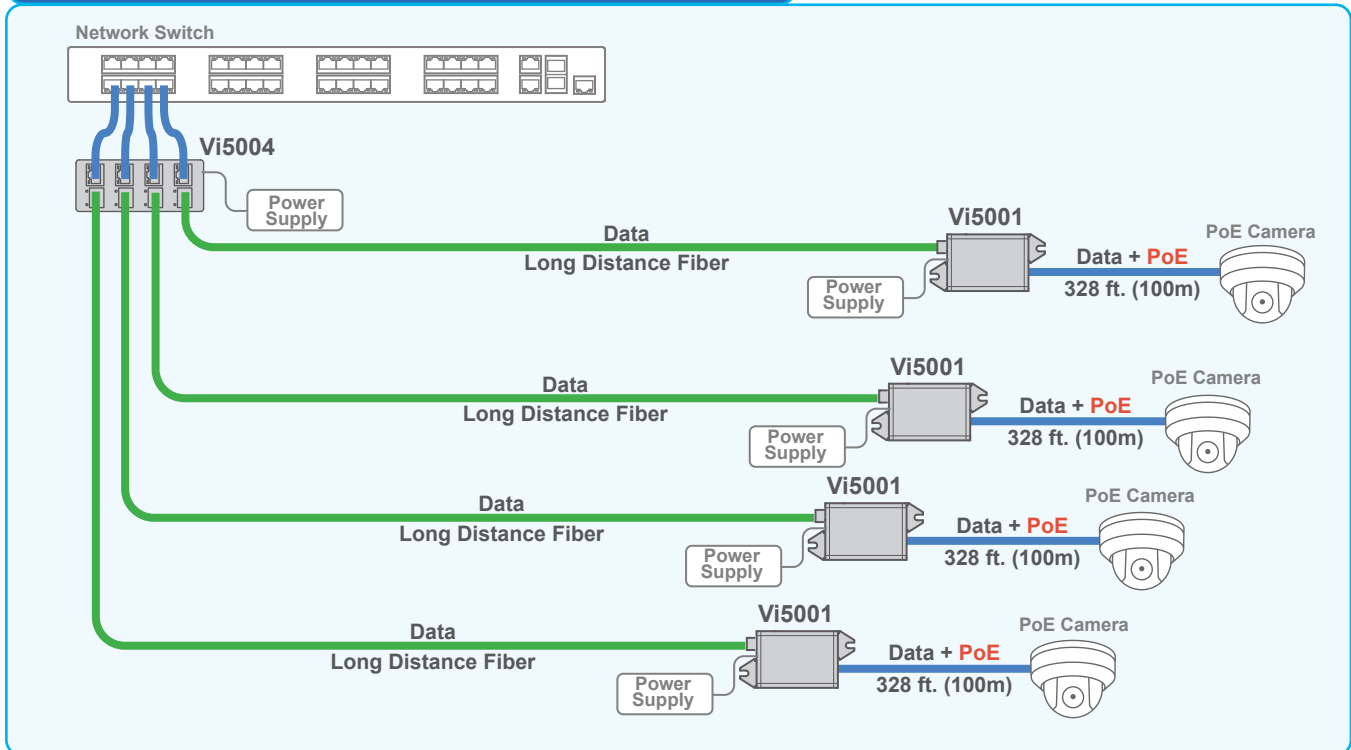 Network Switch
Vi5004
Power
Supply
Data
Long Distance Fiber
Vi5001
Power
Supply
Data + PoE
328 ft. (100m)
PoE Camera
Data
Long Distance Fiber
Vi5001
Power
Supply
Data + PoE
328 ft. (100m)
PoE Camera
Data
Long Distance Fiber
Vi5001
Power
Supply
Data + PoE
328 ft. (100m)
PoE Camera
Data
Long Distance Fiber
Vi5001
Power
Supply
Data + PoE
328 ft. (100m)
PoE Camera